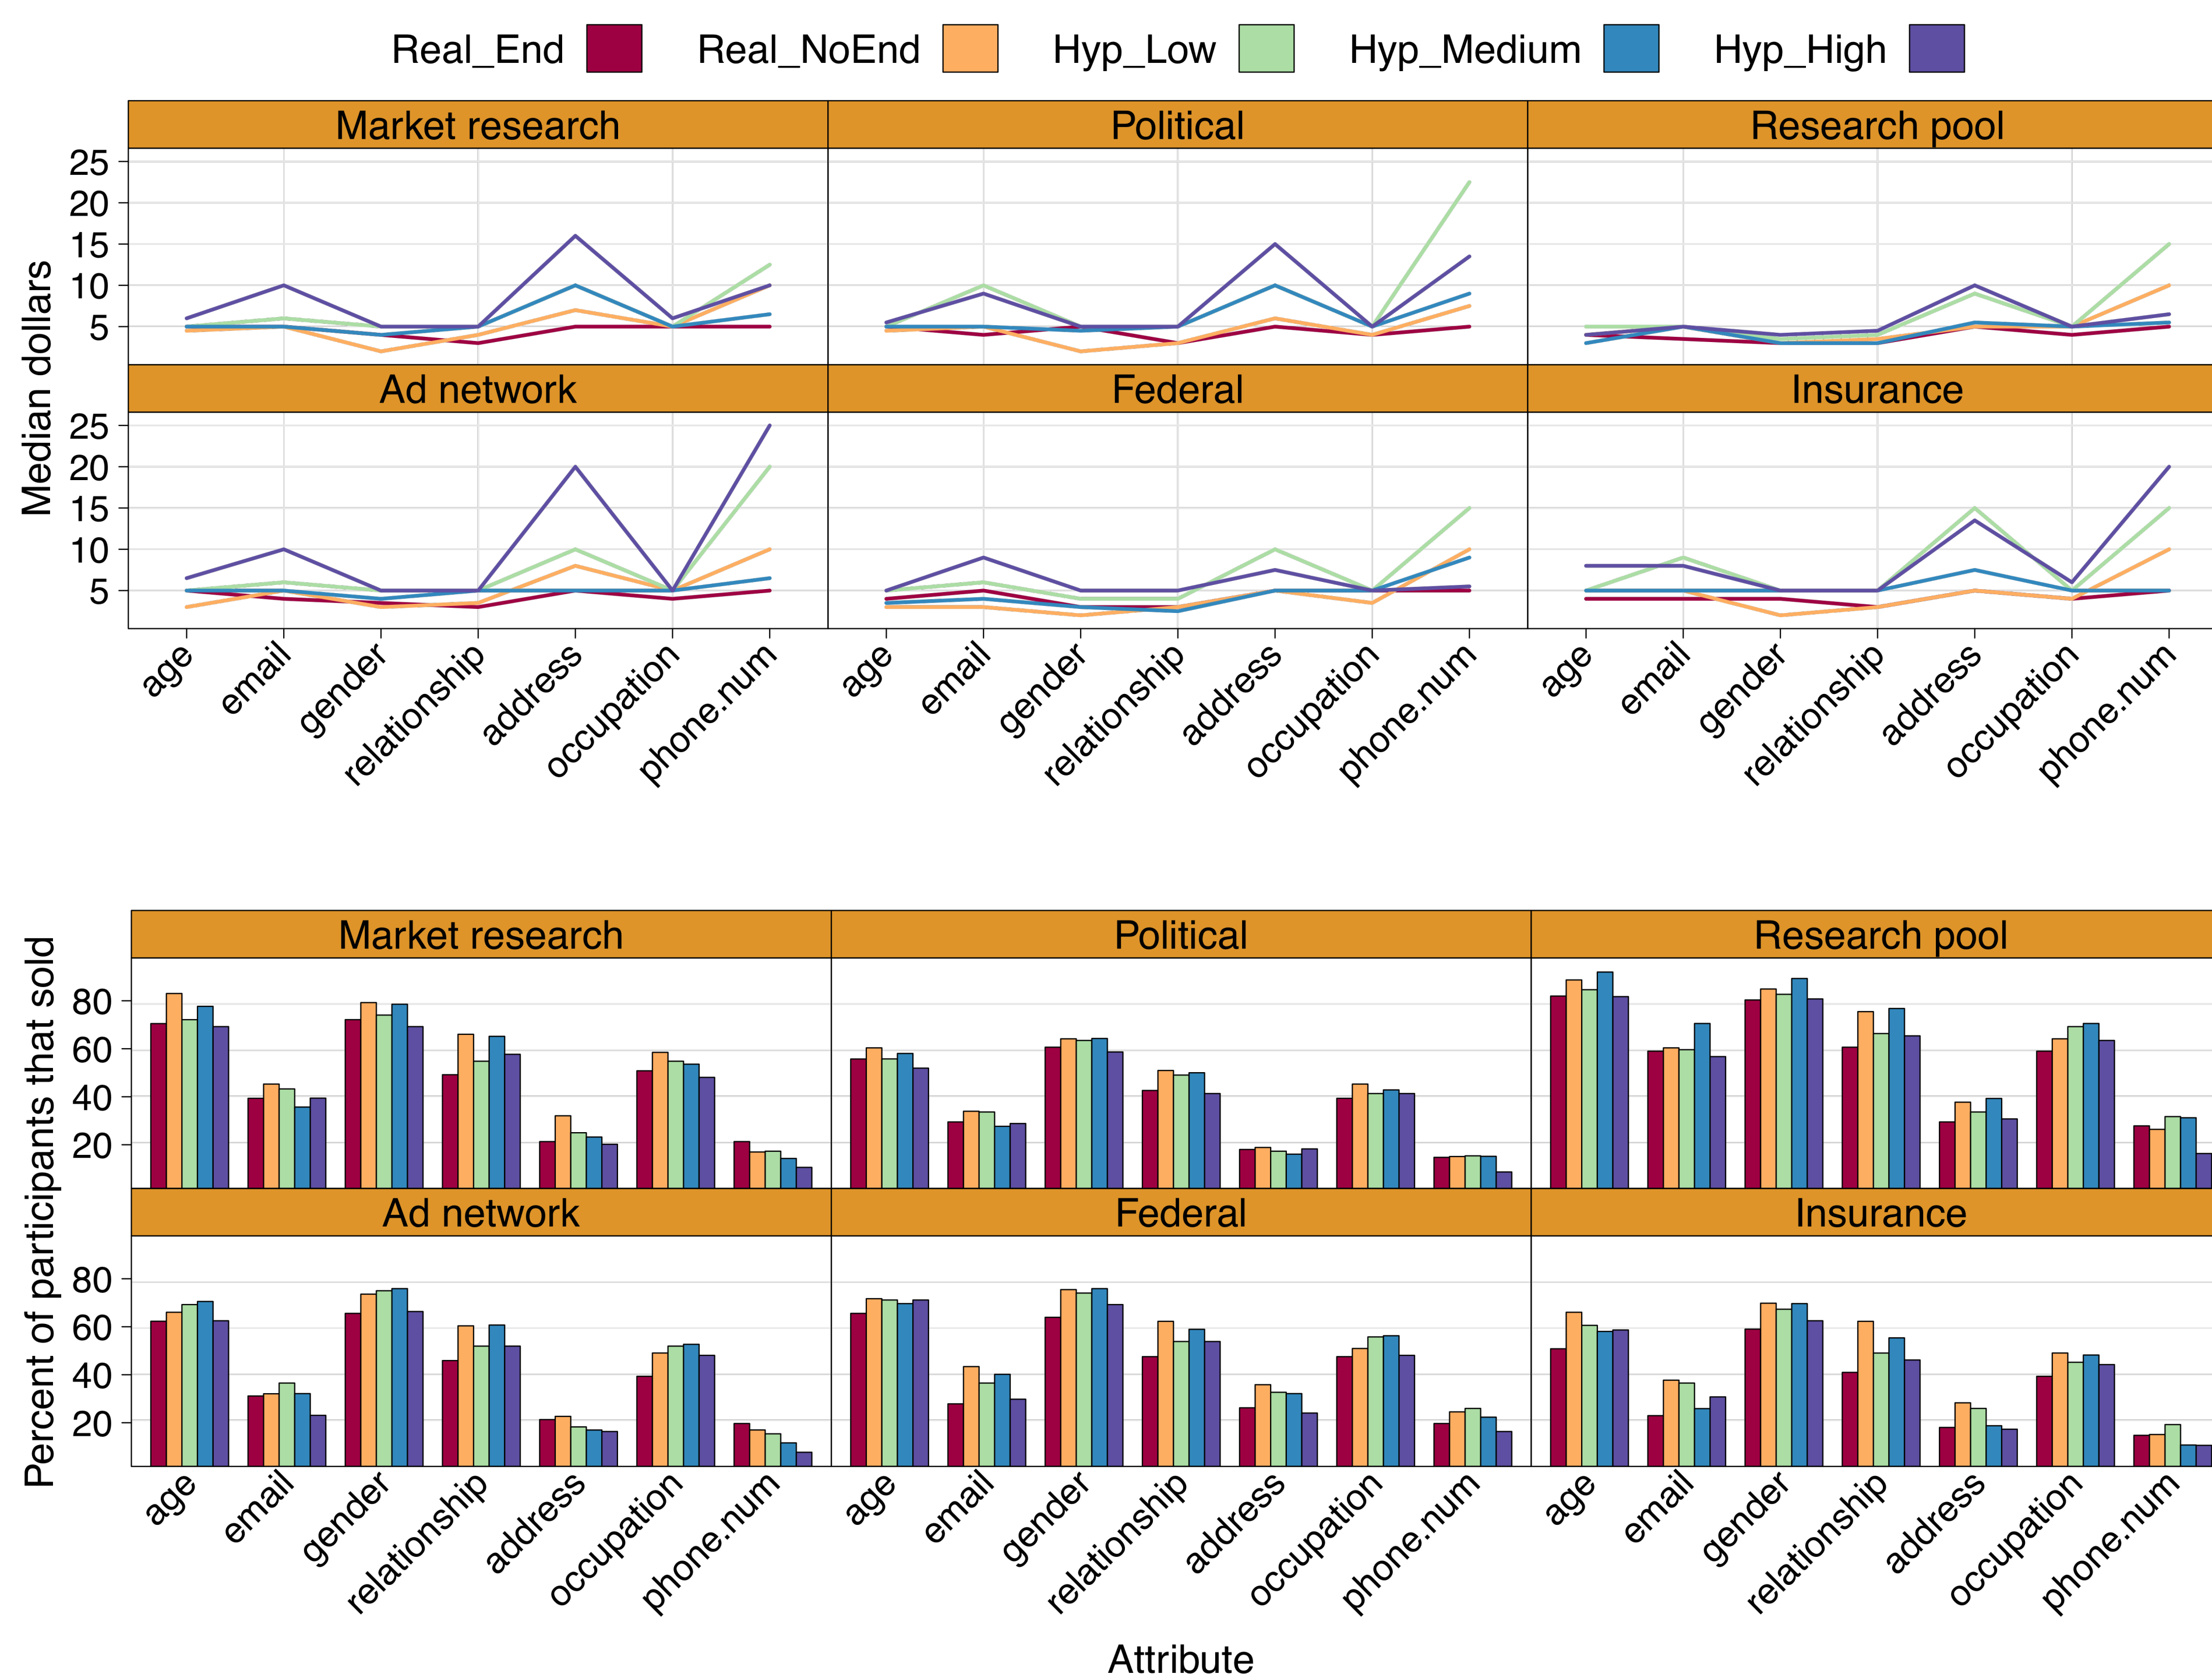 Real_End Real_NoEnd Hyp_Low Hyp_Medium Hyp_High
Market research Political Research pool
25
20
15
10
5
Median dollars
Ad network Federal Insurance
25
20
15
10
5
age email gender relationship address occupation phone.num age email gender relationship address occupation phone.num age email gender relationship address occupation phone.num
Market research Political Research pool
80
60
40
20
Percent of participants that sold
Ad network Federal Insurance
80
60
40
20
age email gender relationship address occupation phone.num age email gender relationship address occupation phone.num age email gender relationship address occupation phone.num
Attribute